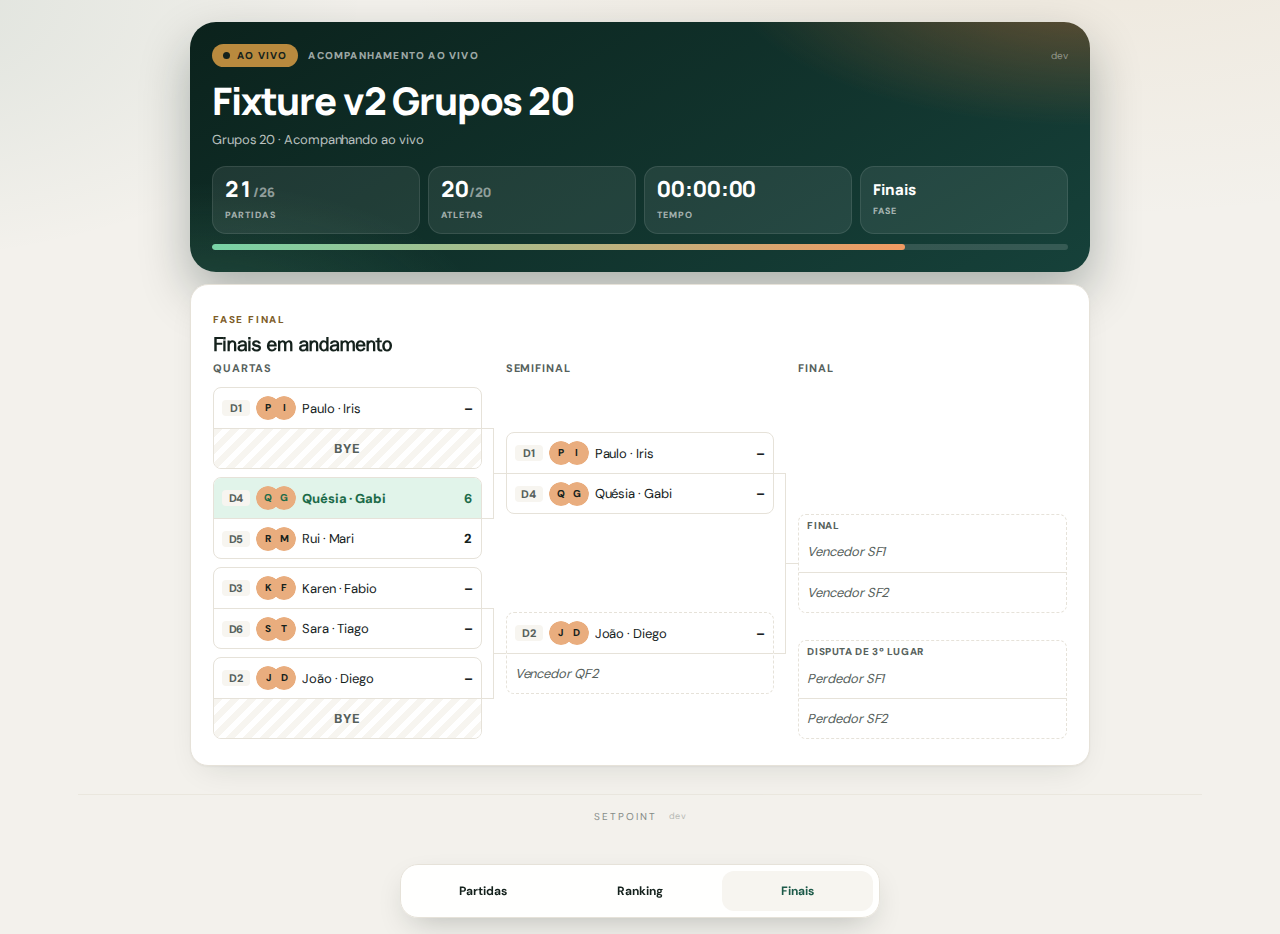 AO VIVO ACOMPANHAMENTO AO VIVO dev
Fixture v2 Grupos 20
Grupos 20 · Acompanhando ao vivo
21/26
PARTIDAS
20/20
ATLETAS
00:00:00
TEMPO
Finais
FASE
FASE FINAL
Finais em andamento
QUARTAS
D1 P I Paulo · Iris –
BYE
D4 Q G Quésia · Gabi 6
D5 R M Rui · Mari 2
D3 K F Karen · Fabio –
D6 S T Sara · Tiago –
D2 J D João · Diego –
BYE
SEMIFINAL
D1 P I Paulo · Iris –
D4 Q G Quésia · Gabi –
D2 J D João · Diego –
Vencedor QF2
FINAL
FINAL
Vencedor SF1
Vencedor SF2
DISPUTA DE 3º LUGAR
Perdedor SF1
Perdedor SF2
SETPOINT dev
Partidas Ranking Finais